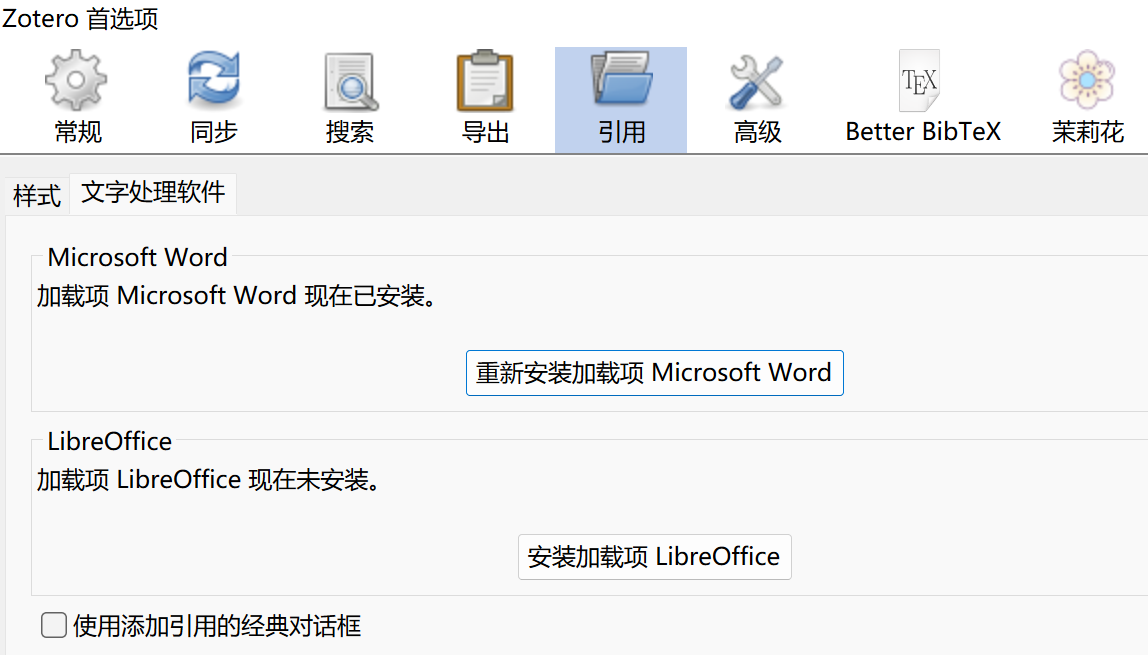 Zotero 首选项
常规 同步 搜索 导出 引用 高级 Better BibTeX 茉莉花
样式 文字处理软件
Microsoft Word
加载项 Microsoft Word 现在已安装。
重新安装加载项 Microsoft Word
LibreOffice
加载项 LibreOffice 现在未安装。
安装加载项 LibreOffice
使用添加引用的经典对话框